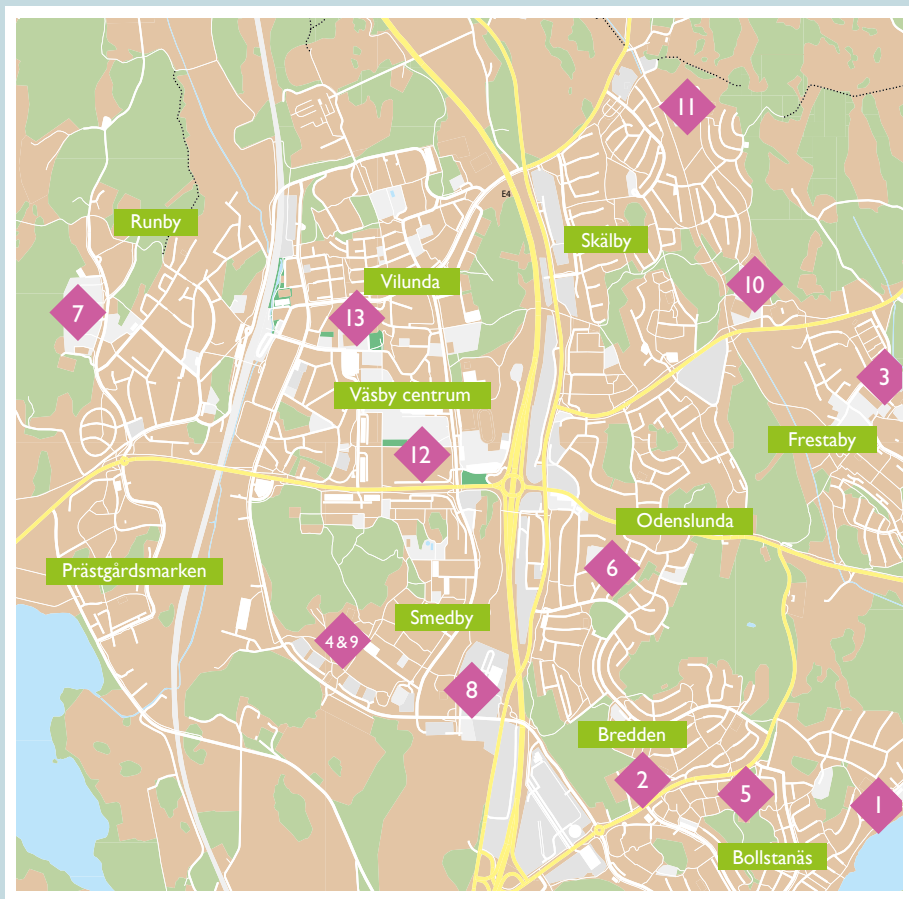 11
E4
Runby
Skälby
Vilunda
10
7
13
3
Väsby centrum
Frestaby
12
Odenslunda
Prästgårdsmarken
6
Smedby
4 & 9
8
Bredden
2
5
1
Bollstanäs